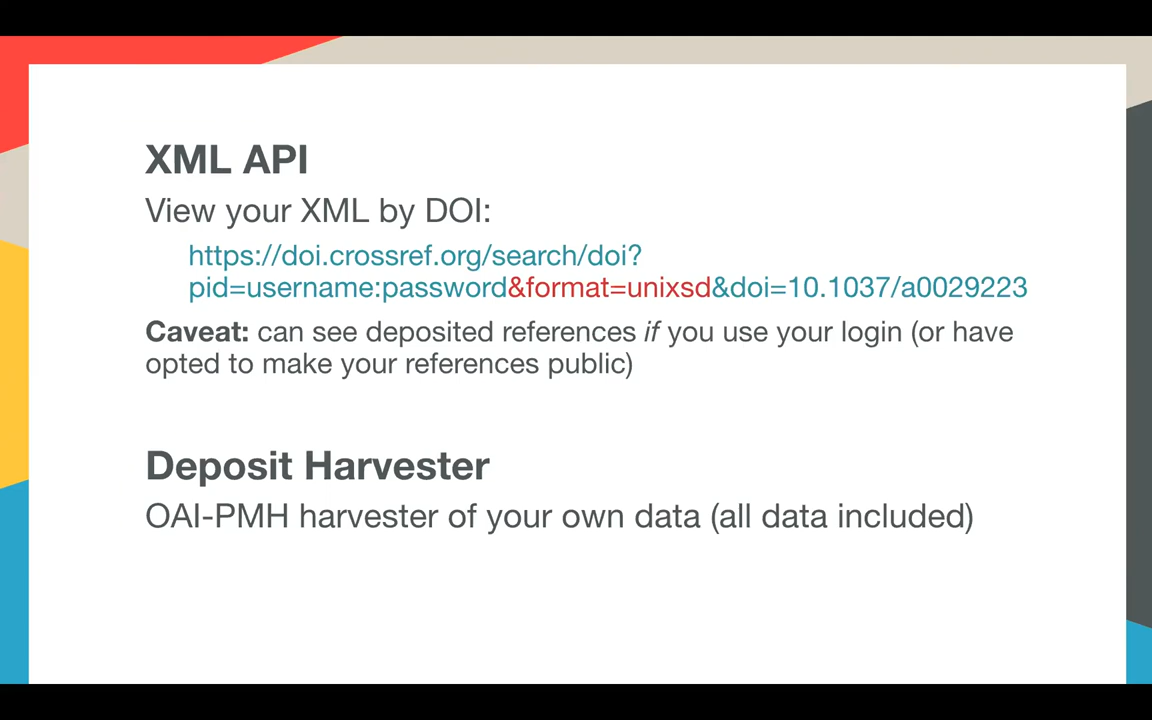 XML API
View your XML by DOI:
https://doi.crossref.org/search/doi?
pid=username:password&format=unixsd&doi=10.1037/a0029223
Caveat: can see deposited references if you use your login (or have
opted to make your references public)
Deposit Harvester
OAI-PMH harvester of your own data (all data included)